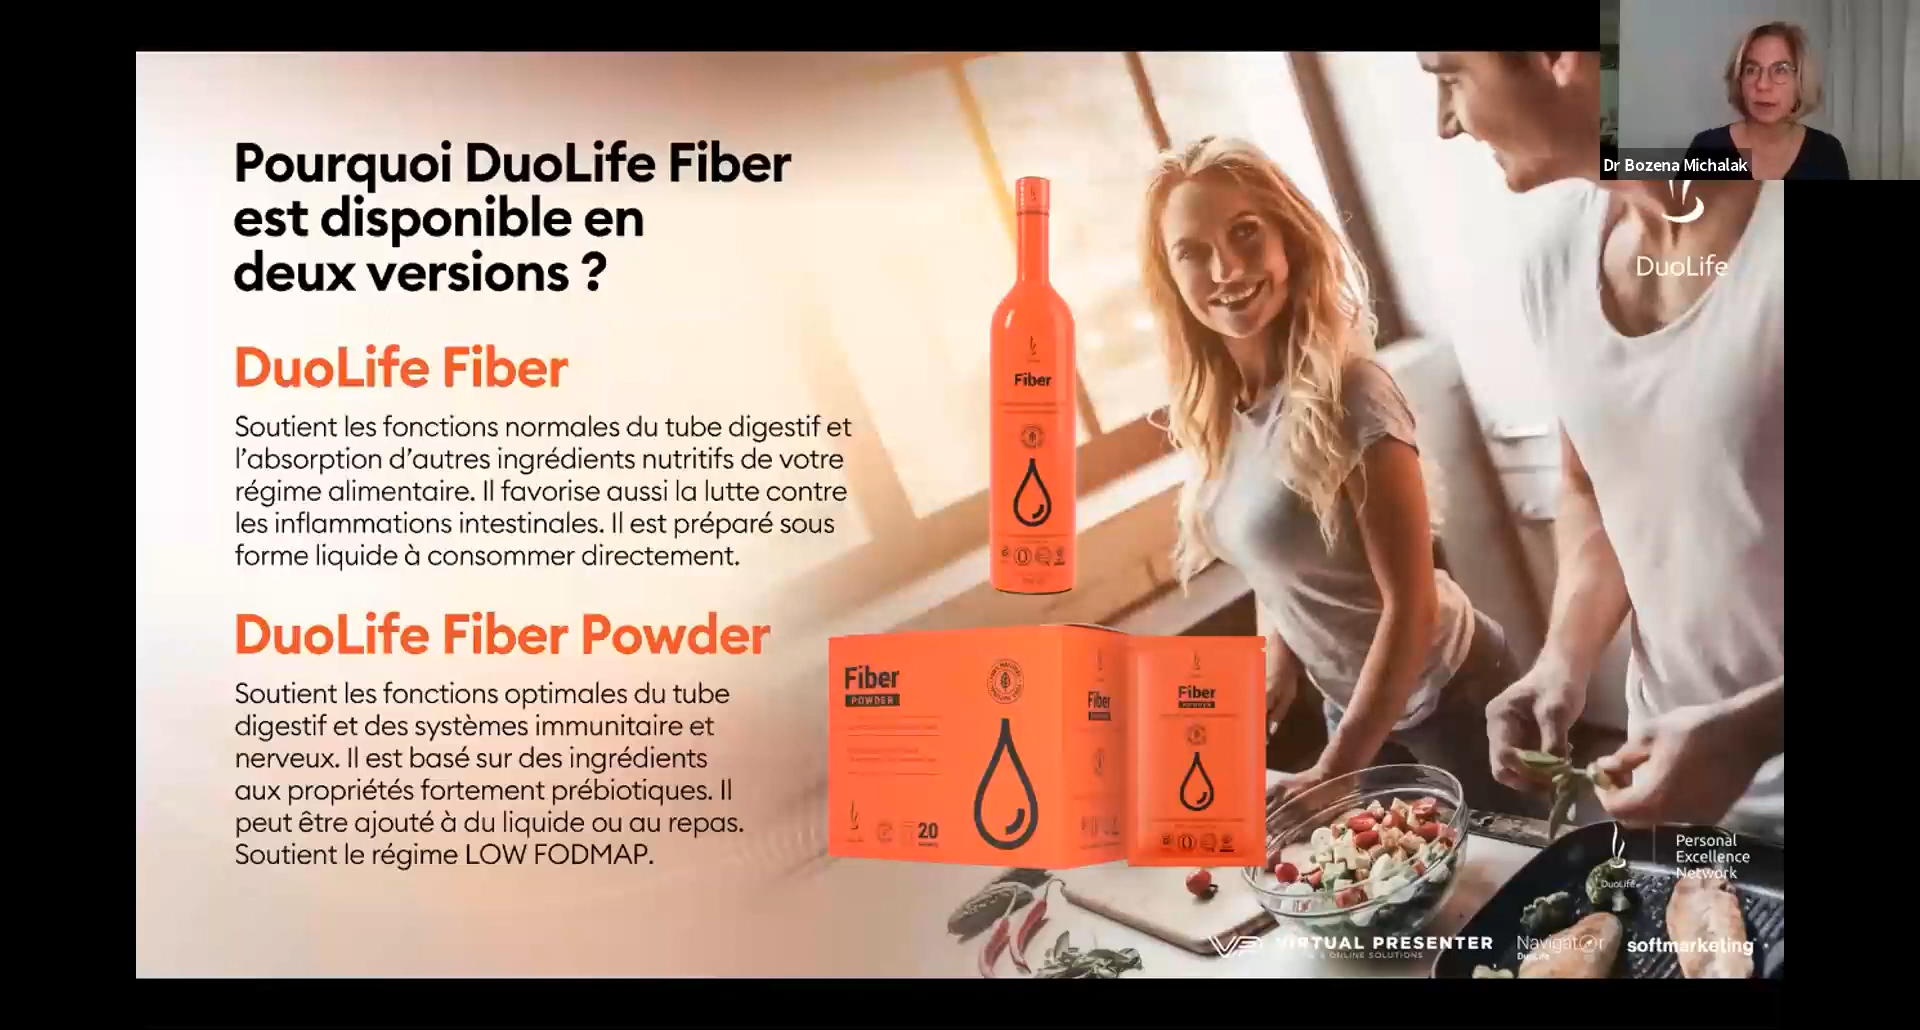 Dr Bozena Michalak
Pourquoi DuoLife Fiber
est disponible en
deux versions ?
DuoLife
DuoLife Fiber
Soutient les fonctions normales du tube digestif et
l'absorption d'autres ingrédients nutritifs de votre
régime alimentaire. Il favorise aussi la lutte contre
les inflammations intestinales. Il est préparé sous
forme liquide à consommer directement.
Fiber
DuoLife Fiber Powder
Soutient les fonctions optimales du tube
digestif et des systèmes immunitaire et
nerveux. Il est basé sur des ingrédients
aux propriétés fortement prébiotiques. Il
peut être ajouté à du liquide ou au repas.
Soutient le régime LOW FODMAP.
Fiber
POWDER
20
Fiber
Fiber
POWDER
DuoLife
Personal
Excellence
Network
VIRTUAL PRESENTER
& ONLINE SOLUTIONS
Navigator
DuoLife
softmarketing